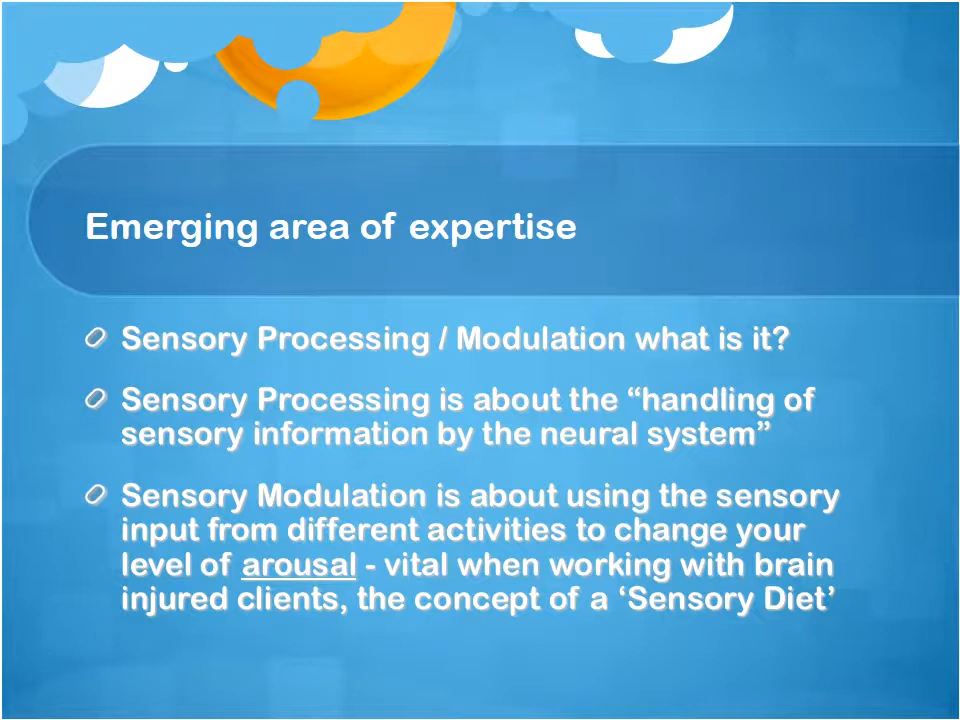 Emerging area of expertise
Sensory Processing / Modulation what is it?
Sensory Processing is about the “handling of
sensory information by the neural system”
Sensory Modulation is about using the sensory
input from different activities to change your
level of arousal - vital when working with brain
injured clients, the concept of a ‘Sensory Diet’